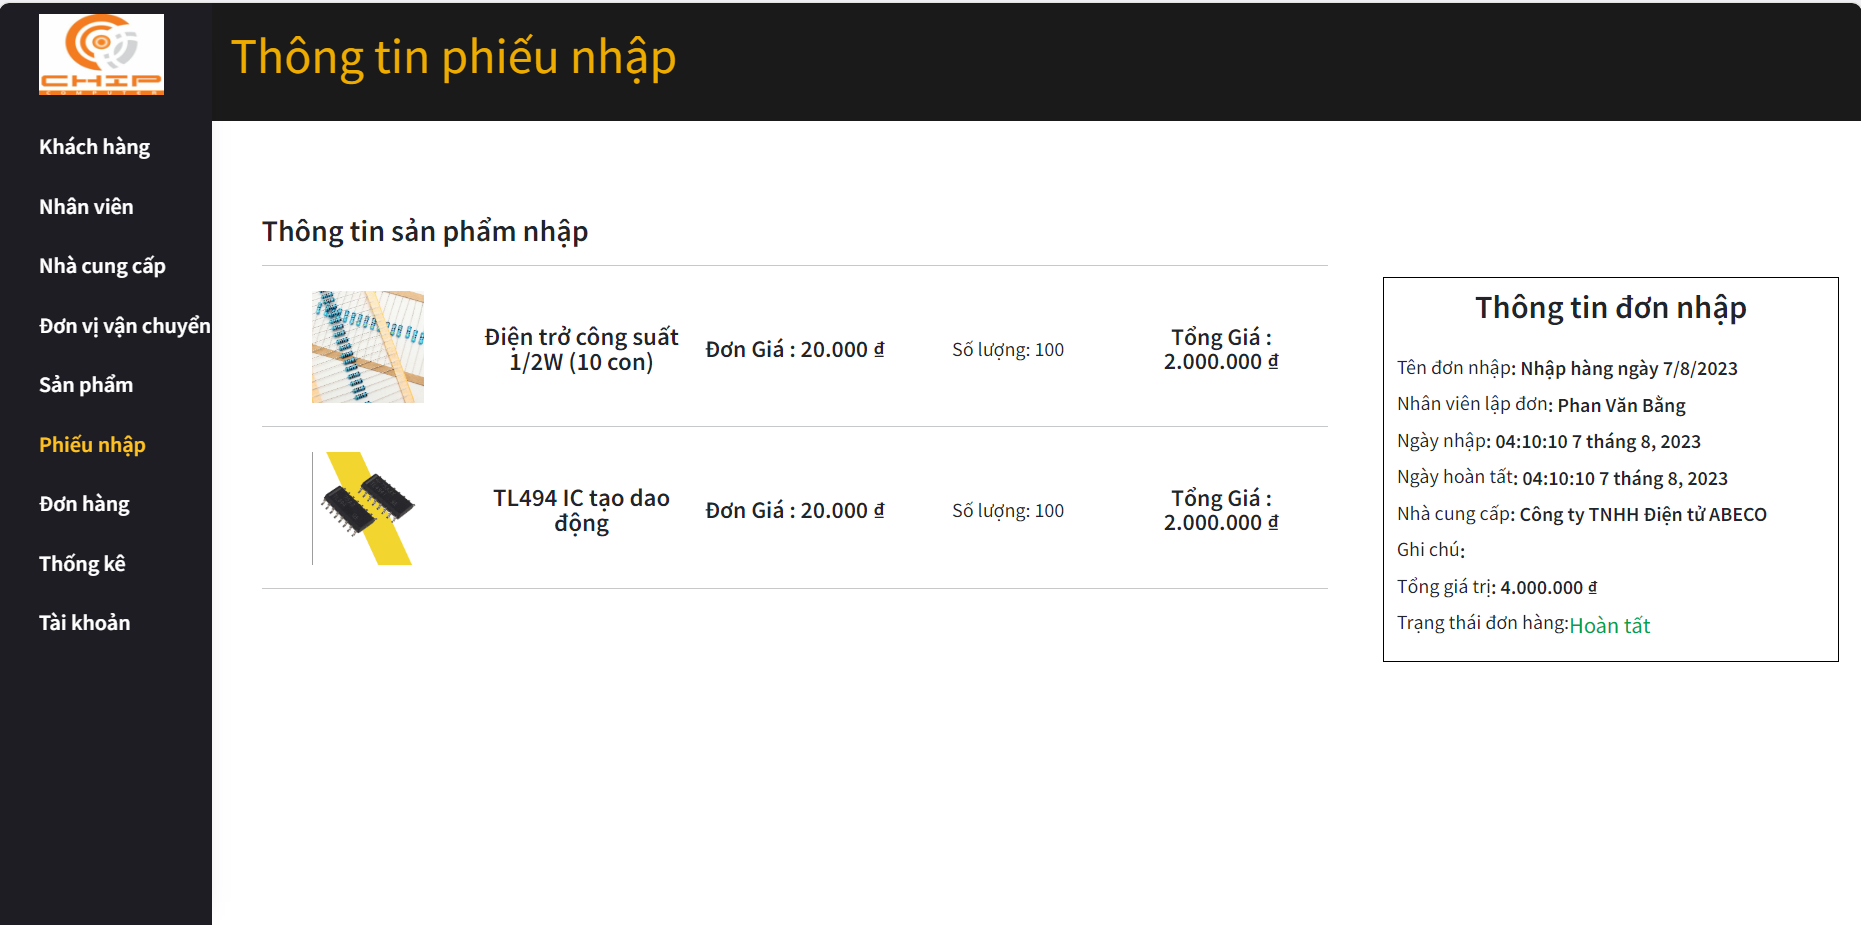 CHIP
COMPUTER
Thông tin phiếu nhập
Khách hàng
Nhân viên
Nhà cung cấp
Đơn vị vận chuyển
Sản phẩm
Phiếu nhập
Đơn hàng
Thống kê
Tài khoản
Thông tin sản phẩm nhập
Điện trở công suất
1/2W (10 con)
Đơn Giá : 20.000 ₫
Số lượng: 100
Tổng Giá :
2.000.000 ₫
TL494 IC tạo dao
động
Đơn Giá : 20.000 ₫
Số lượng: 100
Tổng Giá :
2.000.000 ₫
Thông tin đơn nhập
Tên đơn nhập: Nhập hàng ngày 7/8/2023
Nhân viên lập đơn: Phan Văn Bằng
Ngày nhập: 04:10:10 7 tháng 8, 2023
Ngày hoàn tất: 04:10:10 7 tháng 8, 2023
Nhà cung cấp: Công ty TNHH Điện tử ABECO
Ghi chú:
Tổng giá trị: 4.000.000 ₫
Trạng thái đơn hàng:Hoàn tất